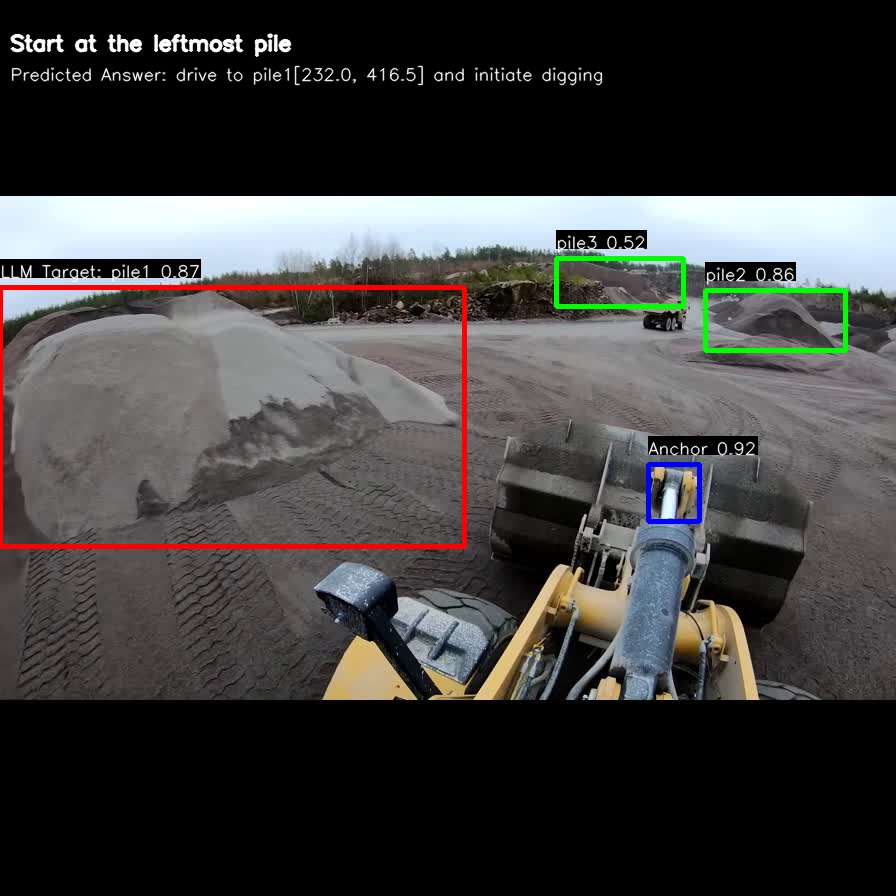 Start at the leftmost pile
Predicted Answer: drive to pile1[232.0, 416.5] and initiate digging
pile3 0.52
LLM Target: pile1 0.87
pile2 0.86
Anchor 0.92